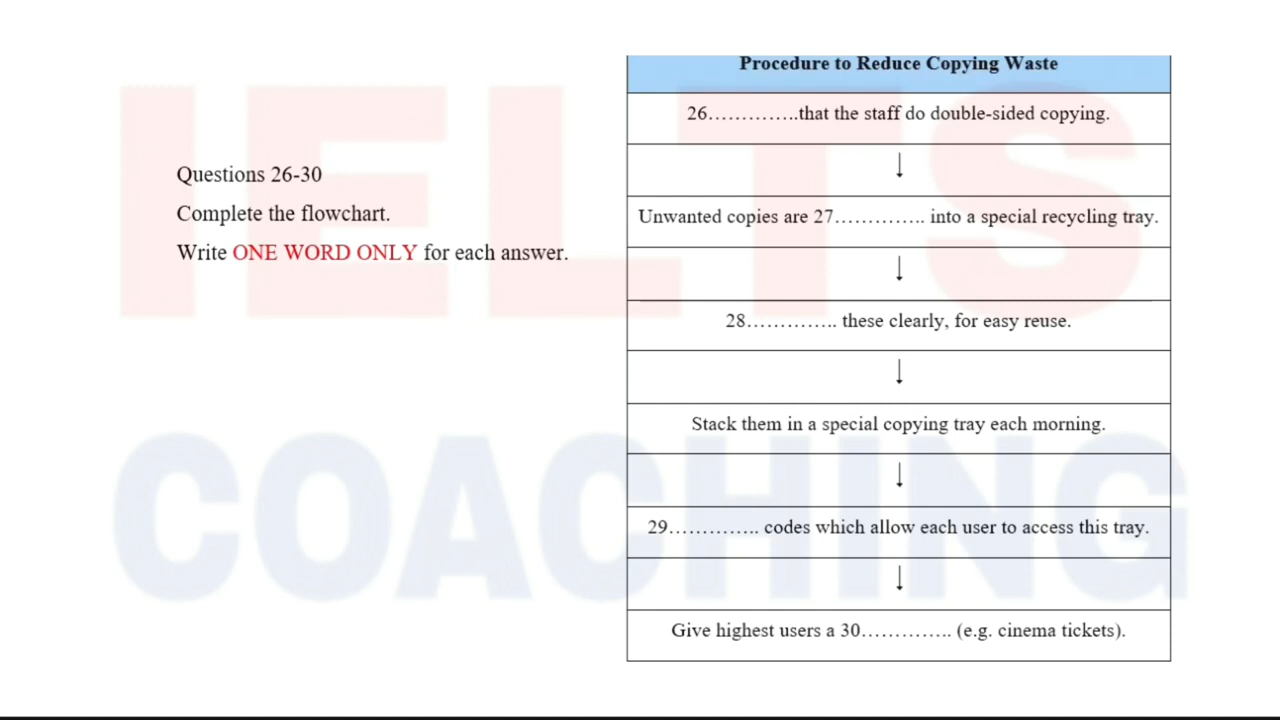 Procedure to Reduce Copying Waste
26…………..that the staff do double-sided copying.
↓
Questions 26-30
Complete the flowchart.
Write ONE WORD ONLY for each answer.
Unwanted copies are 27………….. into a special recycling tray.
↓
28………….. these clearly, for easy reuse.
↓
Stack them in a special copying tray each morning.
↓
29………….. codes which allow each user to access this tray.
↓
Give highest users a 30………….. (e.g. cinema tickets).
IELTS
COACHING